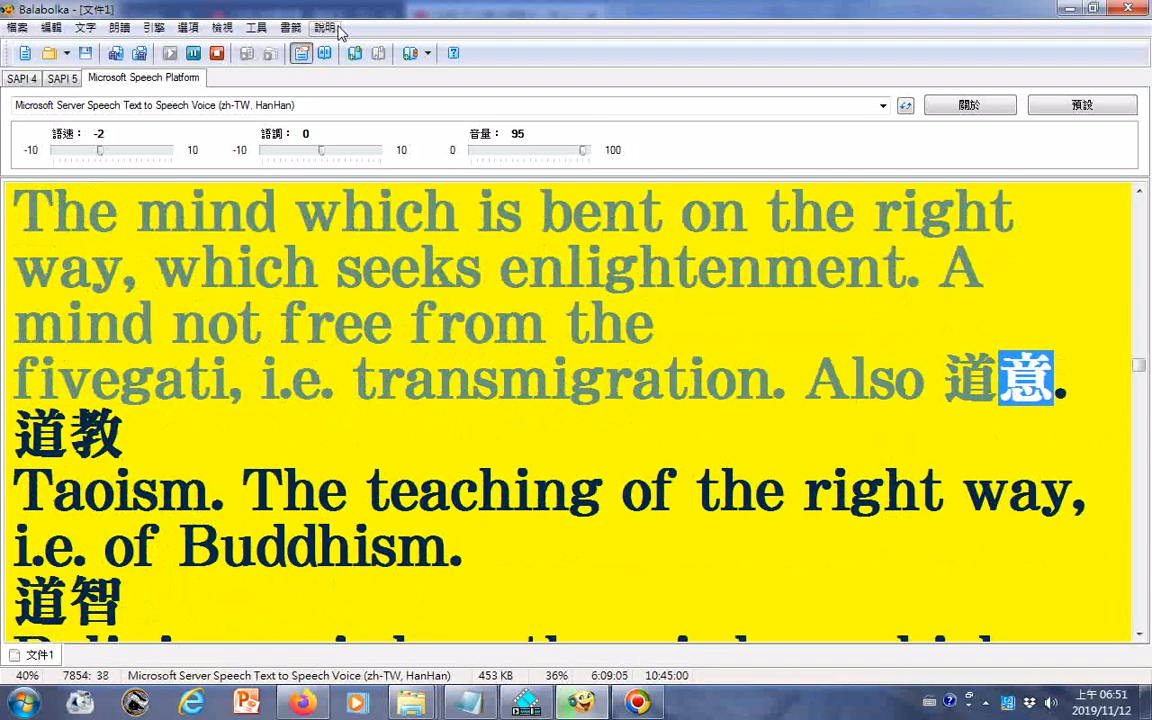 Balabolka - [文件1]
檔案 編輯 文字 朗讀 引擎 選項 檢視 工具 書籤 說明
SAPI 4 SAPI 5 Microsoft Speech Platform
Microsoft Server Speech Text to Speech Voice (zh-TW, HanHan) 關於 預設
語速： -2 語調： 0 音量： 95
-10 10 -10 10 0 100
The mind which is bent on the right
way, which seeks enlightenment. A
mind not free from the
fivegati, i.e. transmigration. Also 道意.
道教
Taoism. The teaching of the right way,
i.e. of Buddhism.
道智
文件1
40% 7854: 38 Microsoft Server Speech Text to Speech Voice (zh-TW, HanHan) 453 KB 36% 6:09:05 10:45:00
上午 06:51
2019/11/12